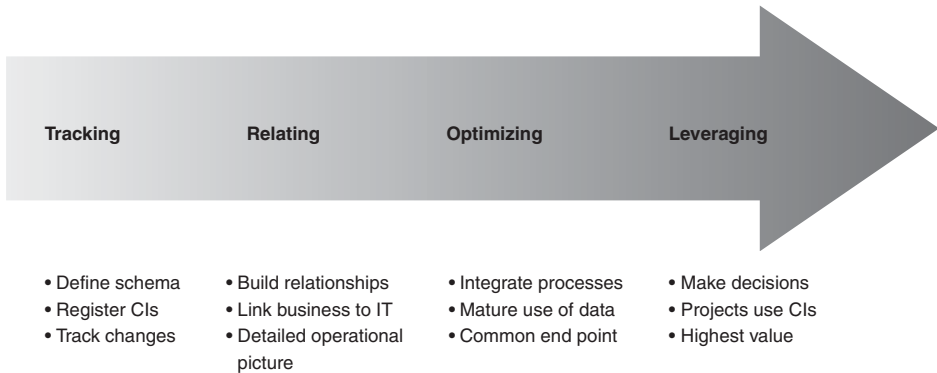 Tracking
Relating
Optimizing
Leveraging
• Define schema
• Register CIs
• Track changes
• Build relationships
• Link business to IT
• Detailed operational
picture
• Integrate processes
• Mature use of data
• Common end point
• Make decisions
• Projects use CIs
• Highest value